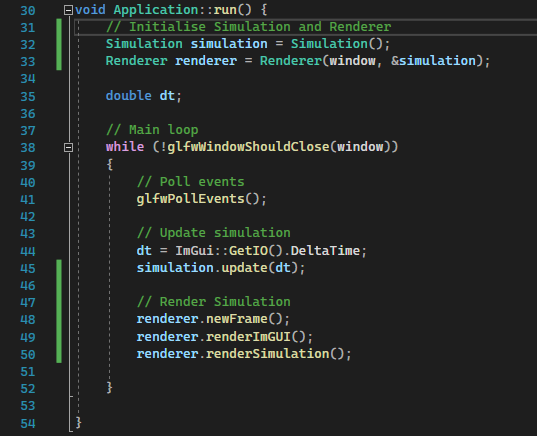 30 void Application::run() {
31 // Initialise Simulation and Renderer
32 Simulation simulation = Simulation();
33 Renderer renderer = Renderer(window, &simulation);
34
35 double dt;
36
37 // Main loop
38 while (!glfwWindowShouldClose(window))
39 {
40 // Poll events
41 glfwPollEvents();
42
43 // Update simulation
44 dt = ImGui::GetIO().DeltaTime;
45 simulation.update(dt);
46
47 // Render Simulation
48 renderer.newFrame();
49 renderer.renderImGUI();
50 renderer.renderSimulation();
51
52 }
53
54 }